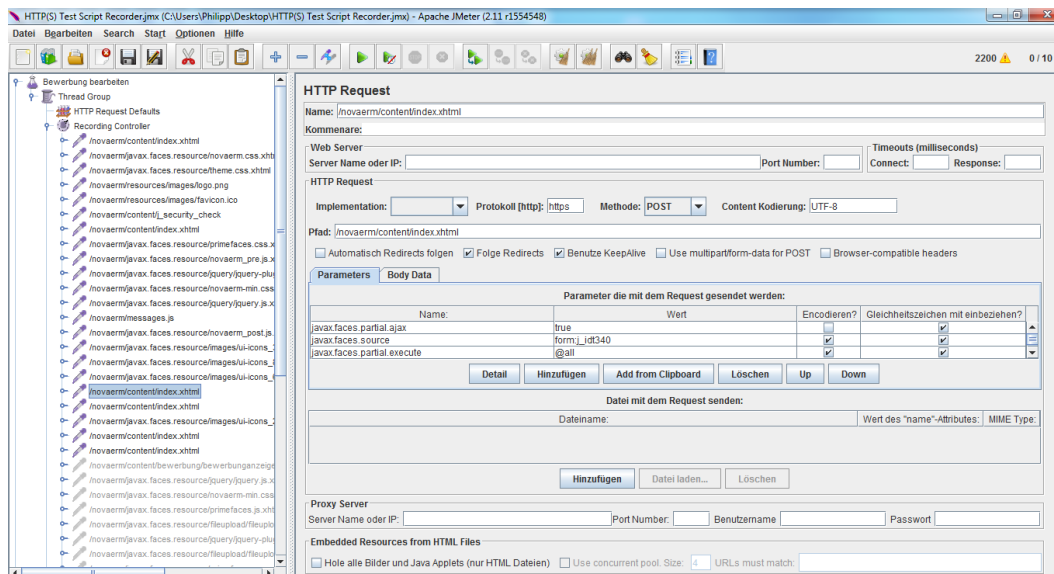 HTTP(S) Test Script Recorder.jmx (C:\Users\Philipp\Desktop\HTTP(S) Test Script Recorder.jmx) - Apache JMeter (2.11 r1554548)
Datei Bearbeiten Search Start Optionen Hilfe
2200 0 / 10
Bewerbung bearbeiten
Thread Group
HTTP Request Defaults
Recording Controller
/novaerm/content/index.xhtml
/novaerm/javax.faces.resource/novaerm.css.xht
/novaerm/javax.faces.resource/theme.css.xhtml
/novaerm/resources/images/logo.png
/novaerm/resources/images/favicon.ico
/novaerm/content/j_security_check
/novaerm/content/index.xhtml
/novaerm/javax.faces.resource/primefaces.css.x
/novaerm/javax.faces.resource/novaerm_pre.js.x
/novaerm/javax.faces.resource/jquery/jquery-plu
/novaerm/javax.faces.resource/novaerm-min.css
/novaerm/javax.faces.resource/jquery/jquery.js.x
/novaerm/messages.js
/novaerm/javax.faces.resource/novaerm_post.js.
/novaerm/javax.faces.resource/images/ui-icons_
/novaerm/javax.faces.resource/images/ui-icons_
/novaerm/javax.faces.resource/images/ui-icons_
/novaerm/content/index.xhtml
/novaerm/content/index.xhtml
/novaerm/javax.faces.resource/images/ui-icons_
/novaerm/content/index.xhtml
/novaerm/content/index.xhtml
/novaerm/content/bewerbung/bewerbunganzeige
/novaerm/javax.faces.resource/jquery/jquery.js.x
/novaerm/javax.faces.resource/novaerm-min.css
/novaerm/javax.faces.resource/primefaces.js.xht
/novaerm/javax.faces.resource/fileupload/fileuplo
/novaerm/javax.faces.resource/jquery/jquery-plu
/novaerm/javax.faces.resource/fileupload/fileuplo
HTTP Request
Name: /novaerm/content/index.xhtml
Kommenare:
Web Server
Server Name oder IP: Port Number:
Timeouts (milliseconds)
Connect: Response:
HTTP Request
Implementation: Protokoll [http]: https Methode: POST Content Kodierung: UTF-8
Pfad: /novaerm/content/index.xhtml
Automatisch Redirects folgen Folge Redirects Benutze KeepAlive Use multipart/form-data for POST Browser-compatible headers
Parameters Body Data
Parameter die mit dem Request gesendet werden:
Name: Wert Encodieren? Gleichheitszeichen mit einbeziehen?
javax.faces.partial.ajax true
javax.faces.source form:j_idt340
javax.faces.partial.execute @all
Detail Hinzufügen Add from Clipboard Löschen Up Down
Datei mit dem Request senden:
Dateiname: Wert des "name"-Attributes: MIME Type:
Hinzufügen Datei laden... Löschen
Proxy Server
Server Name oder IP: Port Number: Benutzername Passwort
Embedded Resources from HTML Files
Hole alle Bilder und Java Applets (nur HTML Dateien) Use concurrent pool. Size: 4 URLs must match: